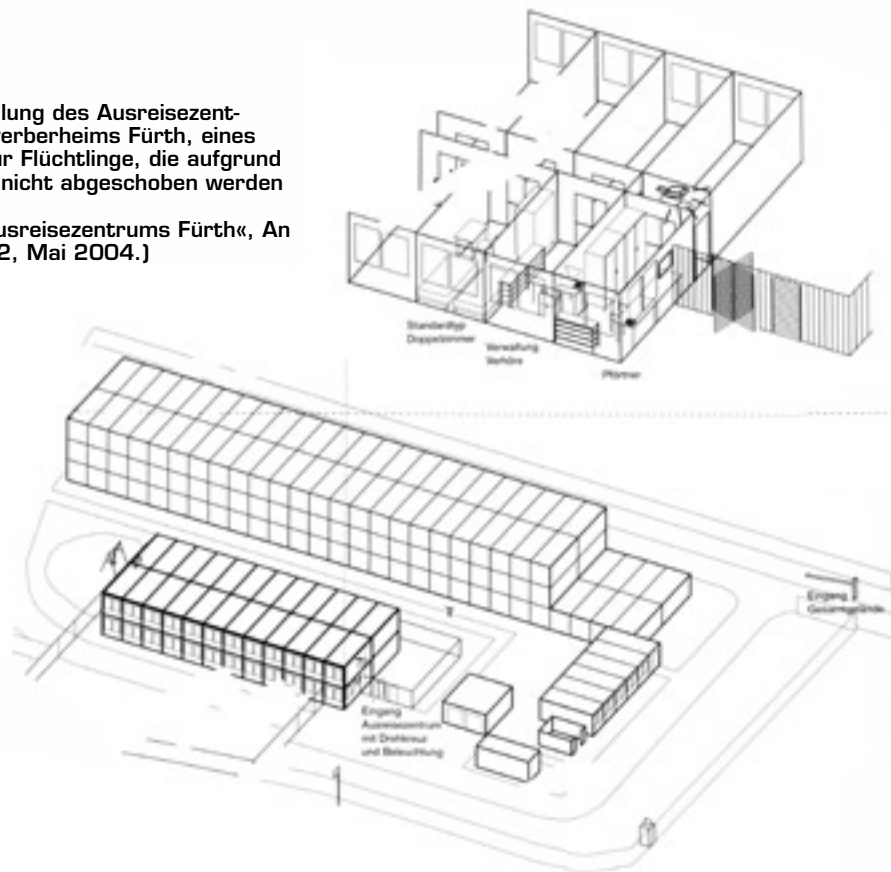 lung des Ausreisezent-
erberheims Fürth, eines
ur Flüchtlinge, die aufgrund
nicht abgeschoben werden
usreisezentrums Fürth«, An
2, Mai 2004.)
Standardtyp
Doppelzimmer
Verwaltung
Verhöre
Pförtner
Eingang
Gesamtgelände
Eingang
Ausreisezentrum
mit Drehkreuz
und Beleuchtung